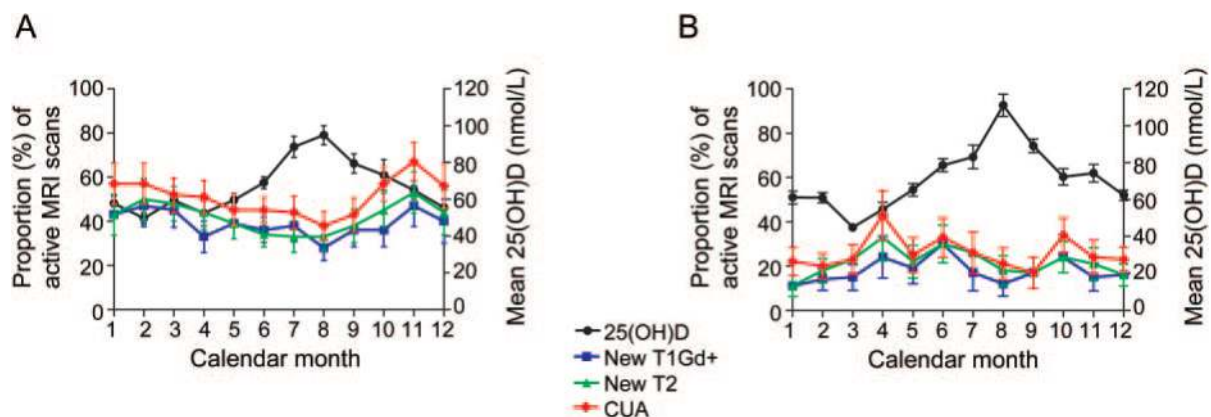 A
B
Proportion (%) of
active MRI scans
100
80
60
40
20
0
120
100
80
60
40
20
0
Mean 25(OH)D (nmol/L)
1 2 3 4 5 6 7 8 9 10 11 12
Calendar month
Proportion (%) of
active MRI scans
100
80
60
40
20
0
120
100
80
60
40
20
0
Mean 25(OH)D (nmol/L)
1 2 3 4 5 6 7 8 9 10 11 12
Calendar month
25(OH)D
New T1Gd+
New T2
CUA